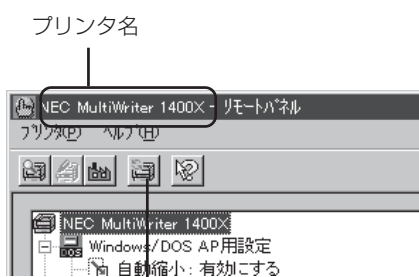 プリンタ名
NEC MultiWriter 1400X - リモートパネル
プリンタ(P) ヘルプ(H)
NEC MultiWriter 1400X
DOS Windows/DOS AP用設定
自動縮小: 有効にする